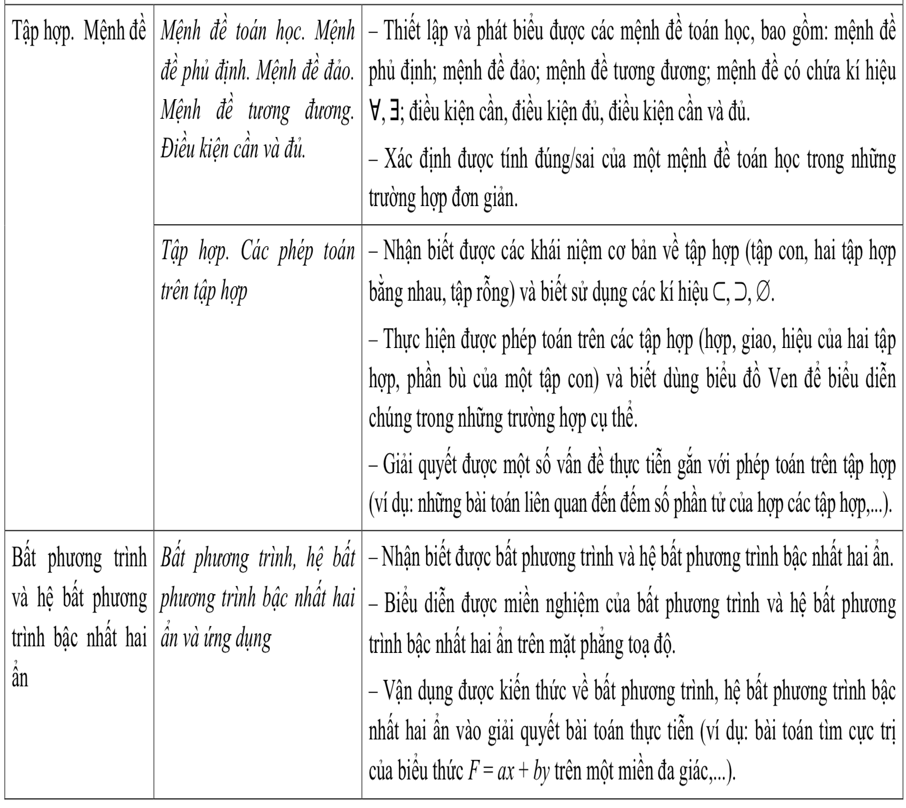 Tập hợp. Mệnh đề
Mệnh đề toán học. Mệnh
đề phủ định. Mệnh đề đảo.
Mệnh đề tương đương.
Điều kiện cần và đủ.
– Thiết lập và phát biểu được các mệnh đề toán học, bao gồm: mệnh đề
phủ định; mệnh đề đảo; mệnh đề tương đương; mệnh đề có chứa kí hiệu
∀, ∃; điều kiện cần, điều kiện đủ, điều kiện cần và đủ.
– Xác định được tính đúng/sai của một mệnh đề toán học trong những
trường hợp đơn giản.
Tập hợp. Các phép toán
trên tập hợp
– Nhận biết được các khái niệm cơ bản về tập hợp (tập con, hai tập hợp
bằng nhau, tập rỗng) và biết sử dụng các kí hiệu ⊂, ⊃, ∅.
– Thực hiện được phép toán trên các tập hợp (hợp, giao, hiệu của hai tập
hợp, phần bù của một tập con) và biết dùng biểu đồ Ven để biểu diễn
chúng trong những trường hợp cụ thể.
– Giải quyết được một số vấn đề thực tiễn gắn với phép toán trên tập hợp
(ví dụ: những bài toán liên quan đến đếm số phần tử của hợp các tập hợp,...).
Bất phương trình
và hệ bất phương
trình bậc nhất hai
ẩn
Bất phương trình, hệ bất
phương trình bậc nhất hai
ẩn và ứng dụng
– Nhận biết được bất phương trình và hệ bất phương trình bậc nhất hai ẩn.
– Biểu diễn được miền nghiệm của bất phương trình và hệ bất phương
trình bậc nhất hai ẩn trên mặt phẳng toạ độ.
– Vận dụng được kiến thức về bất phương trình, hệ bất phương trình bậc
nhất hai ẩn vào giải quyết bài toán thực tiễn (ví dụ: bài toán tìm cực trị
của biểu thức F = ax + by trên một miền đa giác,...).